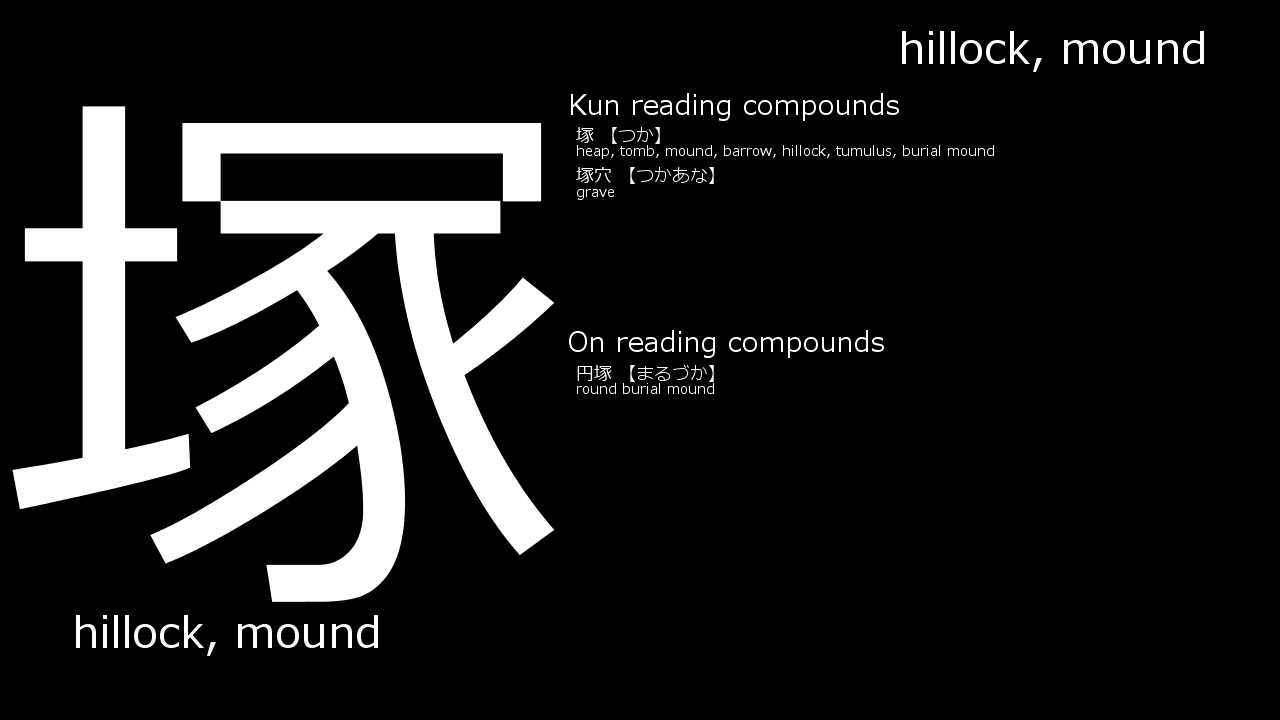 hillock, mound
塚
Kun reading compounds
塚 【つか】
heap, tomb, mound, barrow, hillock, tumulus, burial mound
塚穴 【つかあな】
grave
On reading compounds
円塚 【まるづか】
round burial mound
hillock, mound